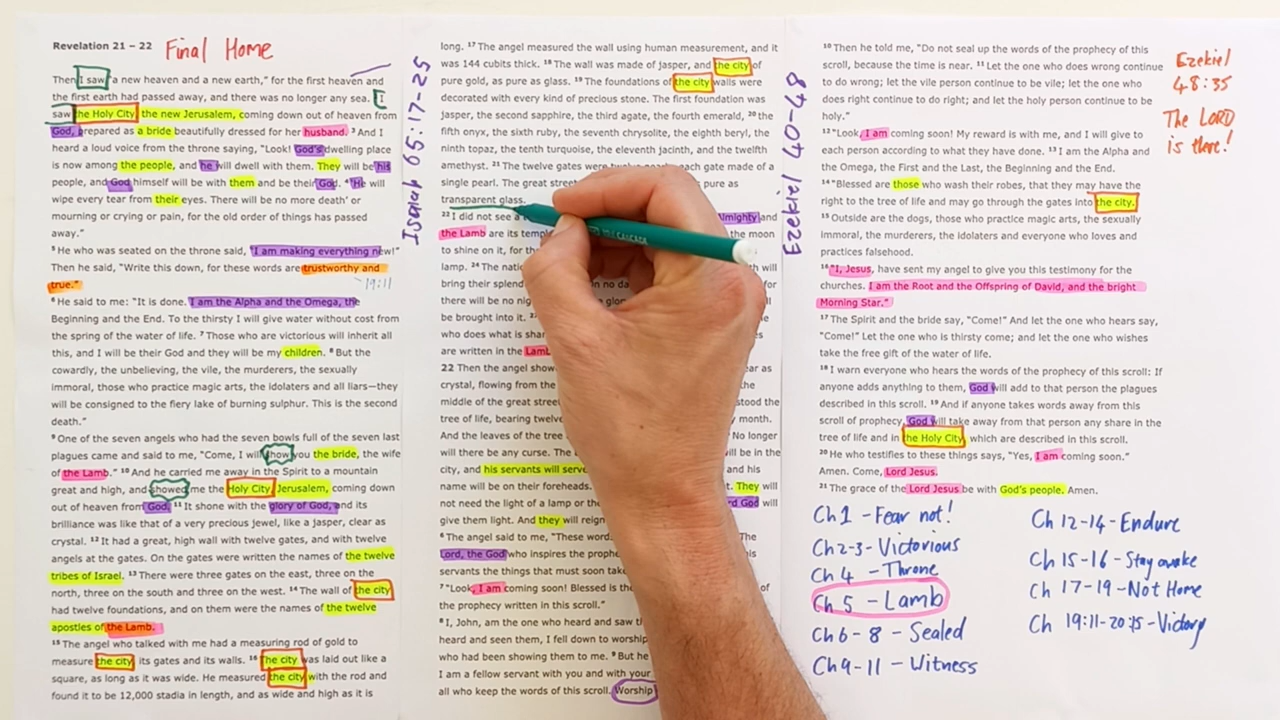 Revelation 21 – 22 Final Home
Then I saw "a new heaven and a new earth," for the first heaven and
the first earth had passed away, and there was no longer any sea. I
saw the Holy City, the new Jerusalem, coming down out of heaven from
God, prepared as a bride beautifully dressed for her husband. ³ And I
heard a loud voice from the throne saying, "Look! God's dwelling place
is now among the people, and he will dwell with them. They will be his
people, and God himself will be with them and be their God. ⁴ 'He will
wipe every tear from their eyes. There will be no more death' or
mourning or crying or pain, for the old order of things has passed
away."
⁵ He was seated on the throne said, "I am making everything new!"
Then he said, "Write this down, for these words are trustworthy and
true."
19:11
⁶ He said to me: "It is done. I am the Alpha and the Omega, the
Beginning and the End. To the thirsty I will give water without cost from
the spring of the water of life. ⁷ Those who are victorious will inherit all
this, and I will be their God and they will be my children. ⁸ But the
cowardly, the unbelieving, the vile, the murderers, the sexually
immoral, those who practice magic arts, the idolaters and all liars—they
will be consigned to the fiery lake of burning sulphur. This is the second
death."
⁹ One of the seven angels who had the seven bowls full of the seven last
plagues came and said to me, "Come, I will show you the bride, the wife
of the Lamb." ¹⁰ And he carried me away in the Spirit to a mountain
great and high, and showed me the Holy City Jerusalem, coming down
out of heaven from God. ¹¹ It shone with the glory of God, and its
brilliance was like that of a very precious jewel, like a jasper, clear as
crystal. ¹² It had a great, high wall with twelve gates, and with twelve
angels at the gates. On the gates were written the names of the twelve
tribes of Israel. ¹³ There were three gates on the east, three on the
north, three on the south and three on the west. ¹⁴ The wall of the city
had twelve foundations, and on them were the names of the twelve
apostles of the Lamb.
¹⁵ The angel who talked with me had a measuring rod of gold to
measure the city, its gates and its walls. ¹⁶ The city was laid out like a
square, as long as it was wide. He measured the city with the rod and
found it to be 12,000 stadia in length, and as wide and high as it is
Isaiah 65:17-25
long. ¹⁷ The angel measured the wall using human measurement, and it
was 144 cubits thick. ¹⁸ The wall was made of jasper, and the city of
pure gold, as pure as glass. ¹⁹ The foundations of the city walls were
decorated with every kind of precious stone. The first foundation was
jasper, the second sapphire, the third agate, the fourth emerald, ²⁰ the
fifth onyx, the sixth ruby, the seventh chrysolite, the eighth beryl, the
ninth topaz, the tenth turquoise, the eleventh jacinth, and the twelfth
amethyst. ²¹ The twelve gates were twelve pearls, each gate made of a
single pearl. The great street pure as
transparent glass.
²² I did not see a Almighty and
the Lamb are its temp the moon
to shine on it, for th
lamp. ²⁴ The nati will
bring their splend on no da for
there will be no nig
be brought into it.
who does what is shar
are written in the Lamb
22 Then the angel show ear as
crystal, flowing from the the
middle of the great stree stood the
tree of life, bearing twelve month.
And the leaves of the tree No longer
will there be any curse. The will be in the
city, and his servants will serve and his
name will be on their foreheads. t. They will
not need the light of a lamp or the rd God will
give them light. And they will reign
⁶ The angel said to me, "These word The
Lord, the God who inspires the prophe his
servants the things that must soon take
⁷ "Look, I am coming soon! Blessed is the of
the prophecy written in this scroll."
⁸ I, John, am the one who heard and saw th
heard and seen them, I fell down to worship
who had been showing them to me. ⁹ But he
I am a fellow servant with you and with your
all who keep the words of this scroll. Worship
Ezekiel 40-48
¹⁰ Then he told me, "Do not seal up the words of the prophecy of this
scroll, because the time is near. ¹¹ Let the one who does wrong continue
to do wrong; let the vile person continue to be vile; let the one who
does right continue to do right; and let the holy person continue to be
holy."
¹² "Look, I am coming soon! My reward is with me, and I will give to
each person according to what they have done. ¹³ I am the Alpha and
the Omega, the First and the Last, the Beginning and the End.
¹⁴ "Blessed are those who wash their robes, that they may have the
right to the tree of life and may go through the gates into the city.
¹⁵ Outside are the dogs, those who practice magic arts, the sexually
immoral, the murderers, the idolaters and everyone who loves and
practices falsehood.
¹⁶ "I, Jesus, have sent my angel to give you this testimony for the
churches. I am the Root and the Offspring of David, and the bright
Morning Star."
¹⁷ The Spirit and the bride say, "Come!" And let the one who hears say,
"Come!" Let the one who is thirsty come; and let the one who wishes
take the free gift of the water of life.
¹⁸ I warn everyone who hears the words of the prophecy of this scroll: If
anyone adds anything to them, God will add to that person the plagues
described in this scroll. ¹⁹ And if anyone takes words away from this
scroll of prophecy, God will take away from that person any share in the
tree of life and in the Holy City, which are described in this scroll.
²⁰ He who testifies to these things says, "Yes, I am coming soon."
Amen. Come, Lord Jesus.
²¹ The grace of the Lord Jesus be with God's people. Amen.
Ezekiel
48:35
The LORD
is there!
Ch 1 - Fear not!
Ch 2-3 - Victorious
Ch 4 - Throne
Ch. 5 - Lamb
Ch 6-8 - Sealed
Ch 9-11 - Witness
Ch 12-14 - Endure
Ch 15-16 - Stay awake
Ch 17-19 - Not Home
Ch 19:11-20:15 - Victory